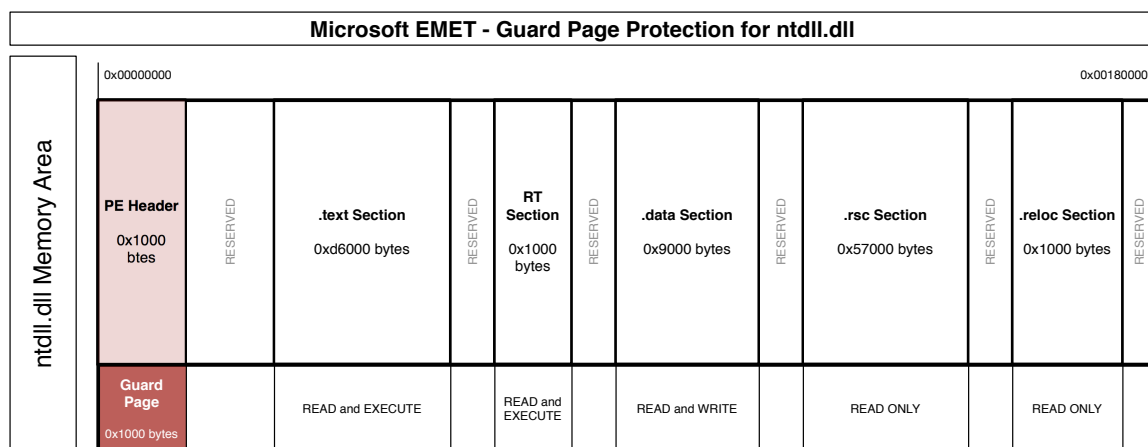 Microsoft EMET - Guard Page Protection for ntdll.dll
ntdll.dll Memory Area
0x00000000
0x00180000
PE Header
0x1000
btes
RESERVED
.text Section
0xd6000 bytes
RESERVED
RT
Section
0x1000
bytes
RESERVED
.data Section
0x9000 bytes
RESERVED
.rsc Section
0x57000 bytes
RESERVED
.reloc Section
0x1000 bytes
RESERVED
Guard
Page
0x1000 bytes
READ and EXECUTE
READ and
EXECUTE
READ and WRITE
READ ONLY
READ ONLY